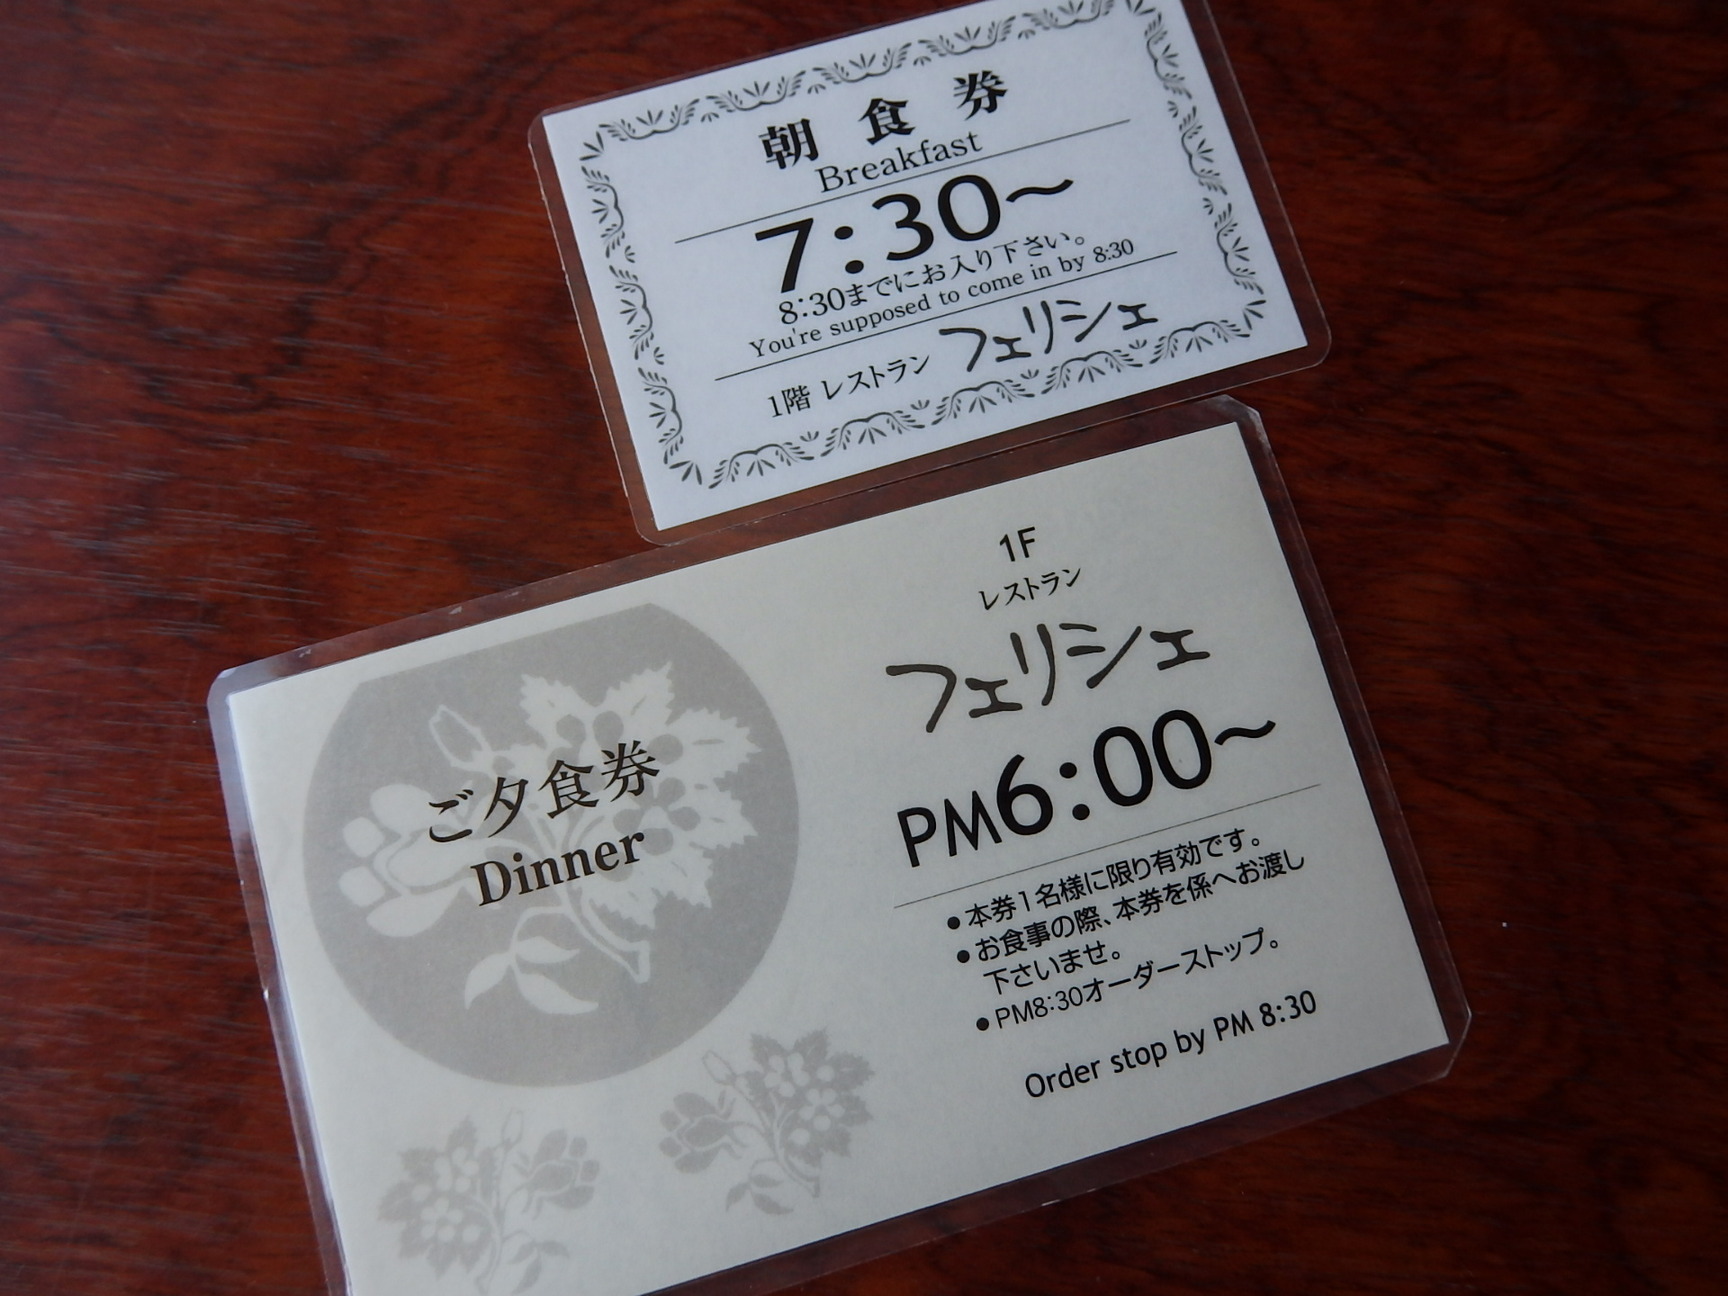 朝食券
Breakfast
7:30～
8:30までにお入り下さい。
You're supposed to come in by 8:30
1階 レストラン フェリシェ
1F
レストラン
フェリシェ
PM6:00～
ご夕食券
Dinner
●本券1名様に限り有効です。
●お食事の際、本券を係へお渡し
下さいませ。
●PM8:30オーダーストップ。
Order stop by PM 8:30